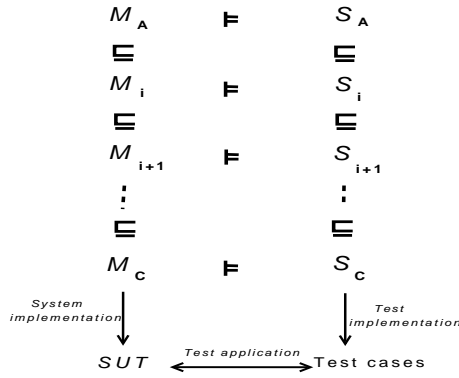 M_A ⊨ S_A
⊑ ⊑
M_i ⊨ S_i
⊑ ⊑
M_i+1 ⊨ S_i+1
⊑ ⊑
M_C ⊨ S_C
System
implementation
Test
implementation
SUT
Test application
Test cases